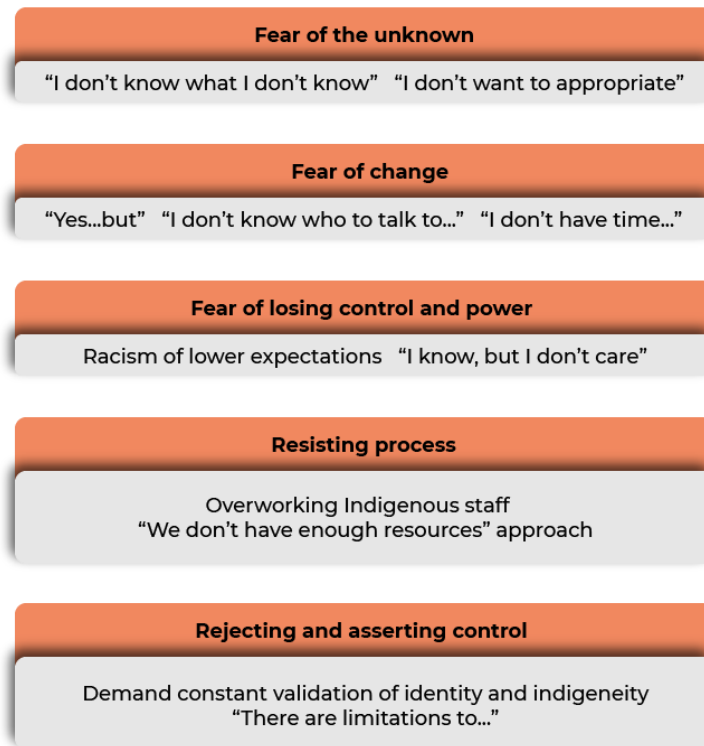 Fear of the unknown
“I don’t know what I don’t know” “I don’t want to appropriate”
Fear of change
“Yes...but” “I don’t know who to talk to...” “I don’t have time...”
Fear of losing control and power
Racism of lower expectations “I know, but I don’t care”
Resisting process
Overworking Indigenous staff
“We don’t have enough resources” approach
Rejecting and asserting control
Demand constant validation of identity and indigeneity
“There are limitations to...”